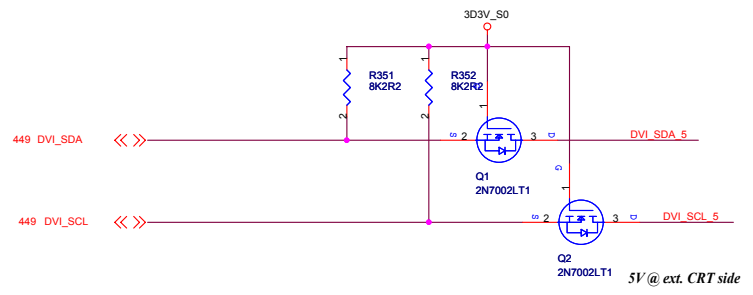 3D3V_S0
1
R351
8K2R2
2
1
R352
8K2R2
2
1
449 DVI_SDA
S 2
3 D
DVI_SDA_5
Q1
2N7002LT1
G
1
449 DVI_SCL
S 2
3 D
DVI_SCL_5
Q2
2N7002LT1
5V @ ext. CRT side